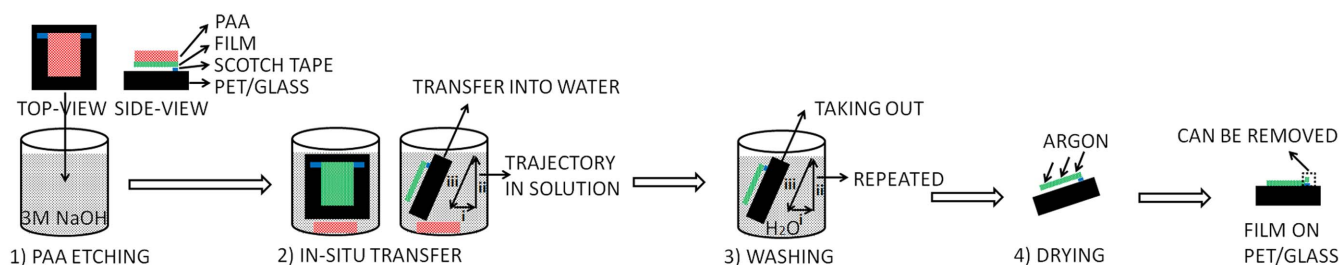 PAA
FILM
SCOTCH TAPE
PET/GLASS
TOP-VIEW SIDE-VIEW
3M NaOH
1) PAA ETCHING
TRANSFER INTO WATER
TRAJECTORY
IN SOLUTION
iii
ii
i
2) IN-SITU TRANSFER
TAKING OUT
REPEATED
iii
ii
i
H₂O
3) WASHING
ARGON
4) DRYING
CAN BE REMOVED
FILM ON
PET/GLASS